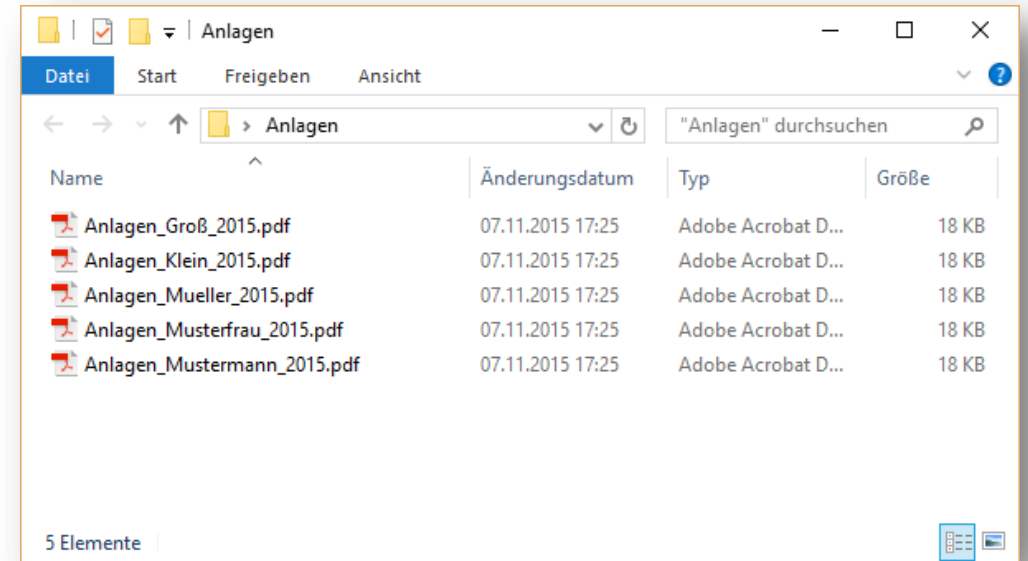 Anlagen
Datei Start Freigeben Ansicht
Anlagen "Anlagen" durchsuchen
Name Änderungsdatum Typ Größe
Anlagen_Groß_2015.pdf 07.11.2015 17:25 Adobe Acrobat D... 18 KB
Anlagen_Klein_2015.pdf 07.11.2015 17:25 Adobe Acrobat D... 18 KB
Anlagen_Mueller_2015.pdf 07.11.2015 17:25 Adobe Acrobat D... 18 KB
Anlagen_Musterfrau_2015.pdf 07.11.2015 17:25 Adobe Acrobat D... 18 KB
Anlagen_Mustermann_2015.pdf 07.11.2015 17:25 Adobe Acrobat D... 18 KB
5 Elemente